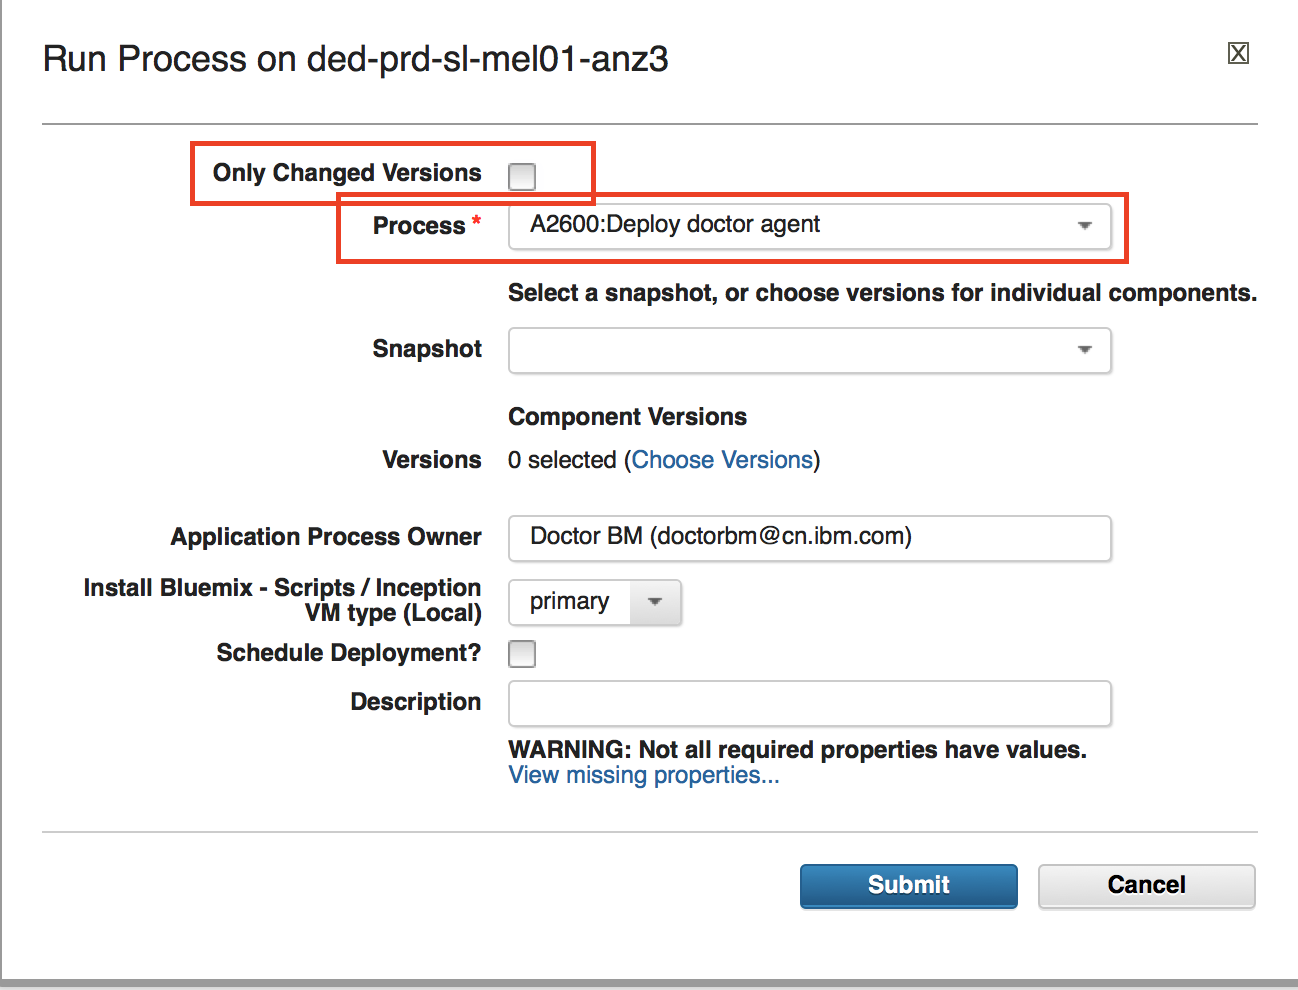 Run Process on ded-prd-sl-mel01-anz3
Only Changed Versions
Process * A2600:Deploy doctor agent
Select a snapshot, or choose versions for individual components.
Snapshot
Component Versions
Versions 0 selected (Choose Versions)
Application Process Owner Doctor BM (doctorbm@cn.ibm.com)
Install Bluemix - Scripts / Inception
VM type (Local) primary
Schedule Deployment?
Description
WARNING: Not all required properties have values.
View missing properties...
Submit Cancel